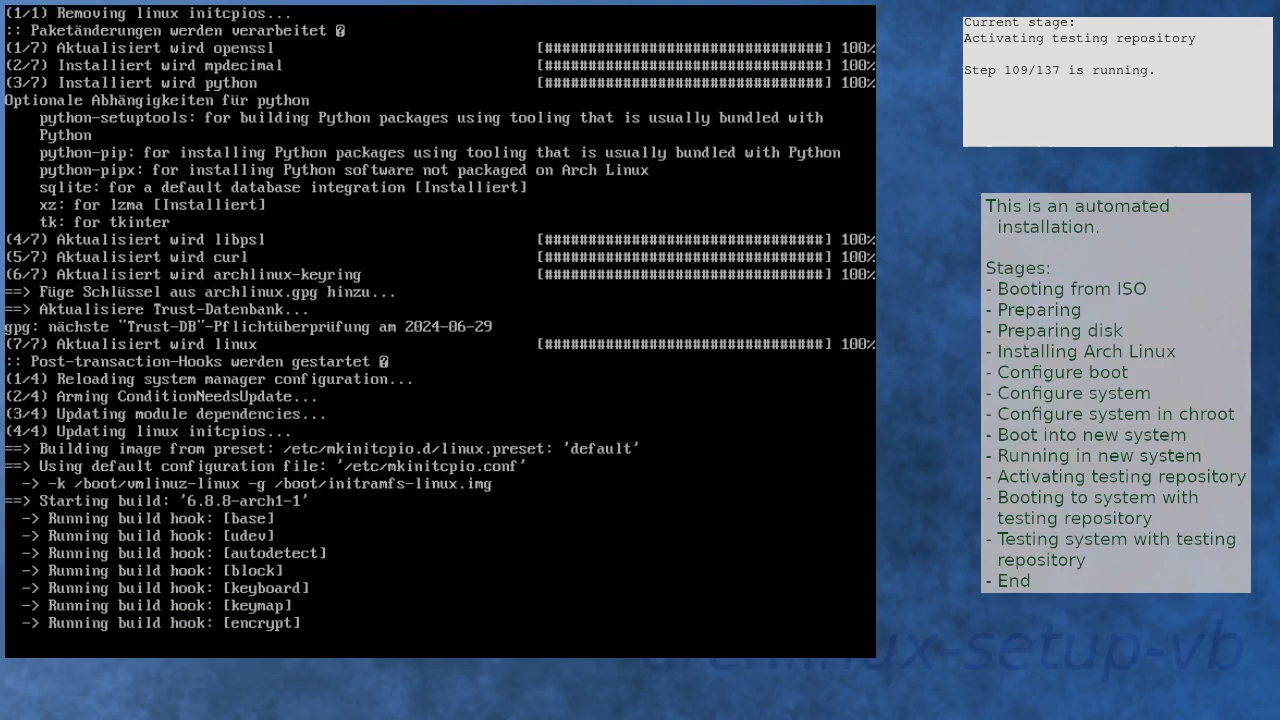 (1/1) Removing linux initcpios...
:: Paketänderungen werden verarbeitet �
(1/7) Aktualisiert wird openssl [################################] 100%
(2/7) Installiert wird mpdecimal [################################] 100%
(3/7) Installiert wird python [################################] 100%
Optionale Abhängigkeiten für python
python-setuptools: for building Python packages using tooling that is usually bundled with
Python
python-pip: for installing Python packages using tooling that is usually bundled with Python
python-pipx: for installing Python software not packaged on Arch Linux
sqlite: for a default database integration [Installiert]
xz: for lzma [Installiert]
tk: for tkinter
(4/7) Aktualisiert wird libpsl [################################] 100%
(5/7) Aktualisiert wird curl [################################] 100%
(6/7) Aktualisiert wird archlinux-keyring [################################] 100%
==> Füge Schlüssel aus archlinux.gpg hinzu...
==> Aktualisiere Trust-Datenbank...
gpg: nächste "Trust-DB"-Pflichtüberprüfung am 2024-06-29
(7/7) Aktualisiert wird linux [################################] 100%
:: Post-transaction-Hooks werden gestartet �
(1/4) Reloading system manager configuration...
(2/4) Arming ConditionNeedsUpdate...
(3/4) Updating module dependencies...
(4/4) Updating linux initcpios...
==> Building image from preset: /etc/mkinitcpio.d/linux.preset: 'default'
==> Using default configuration file: '/etc/mkinitcpio.conf'
-> -k /boot/vmlinuz-linux -g /boot/initramfs-linux.img
==> Starting build: '6.8.8-arch1-1'
-> Running build hook: [base]
-> Running build hook: [udev]
-> Running build hook: [autodetect]
-> Running build hook: [block]
-> Running build hook: [keyboard]
-> Running build hook: [keymap]
-> Running build hook: [encrypt]
Current stage:
Activating testing repository
Step 109/137 is running.
This is an automated
installation.
Stages:
- Booting from ISO
- Preparing
- Preparing disk
- Installing Arch Linux
- Configure boot
- Configure system
- Configure system in chroot
- Boot into new system
- Running in new system
- Activating testing repository
- Booting to system with
testing repository
- Testing system with testing
repository
- End